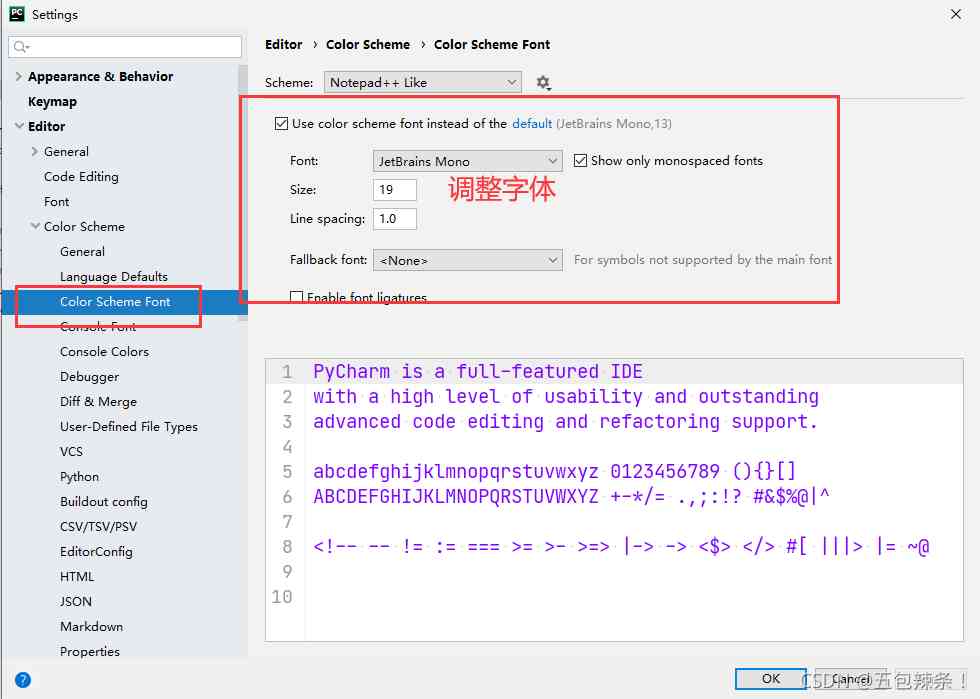 PC Settings
Editor › Color Scheme › Color Scheme Font
Scheme: Notepad++ Like
Appearance & Behavior
Keymap
Editor
General
Code Editing
Font
Color Scheme
General
Language Defaults
Color Scheme Font
Console Font
Console Colors
Debugger
Diff & Merge
User-Defined File Types
VCS
Python
Buildout config
CSV/TSV/PSV
EditorConfig
HTML
JSON
Markdown
Properties
Use color scheme font instead of the default (JetBrains Mono,13)
Font: JetBrains Mono Show only monospaced fonts
Size: 19
调整字体
Line spacing: 1.0
Fallback font: <None> For symbols not supported by the main font
Enable font ligatures
1 PyCharm is a full-featured IDE
2 with a high level of usability and outstanding
3 advanced code editing and refactoring support.
4
5 abcdefghijklmnopqrstuvwxyz 0123456789 (){}[]
6 ABCDEFGHIJKLMNOPQRSTUVWXYZ +-*/= .,;:!? #&$%@|^
7
8 <!-- -- != := === >= >- >=> |-> -> <$> </> #[ |||> |= ~@
9
10
? OK Cancel
CSDN @五包辣条！